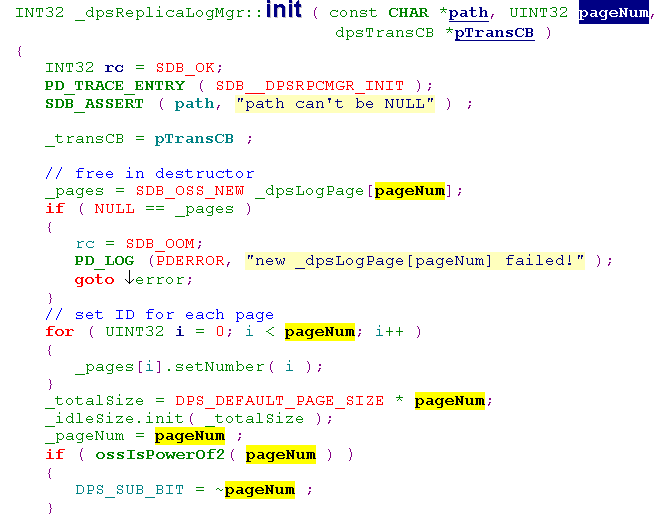 INT32 _dpsReplicaLogMgr::init ( const CHAR *path, UINT32 pageNum,
dpsTransCB *pTransCB )
{
INT32 rc = SDB_OK;
PD_TRACE_ENTRY ( SDB__DPSRPCMGR_INIT );
SDB_ASSERT ( path, "path can't be NULL" ) ;
_transCB = pTransCB ;
// free in destructor
_pages = SDB_OSS_NEW _dpsLogPage[pageNum];
if ( NULL == _pages )
{
rc = SDB_OOM;
PD_LOG (PDERROR, "new _dpsLogPage[pageNum] failed!" );
goto ↓error;
}
// set ID for each page
for ( UINT32 i = 0; i < pageNum; i++ )
{
_pages[i].setNumber( i );
}
_totalSize = DPS_DEFAULT_PAGE_SIZE * pageNum;
_idleSize.init( _totalSize );
_pageNum = pageNum ;
if ( ossIsPowerOf2( pageNum ) )
{
DPS_SUB_BIT = ~pageNum ;
}